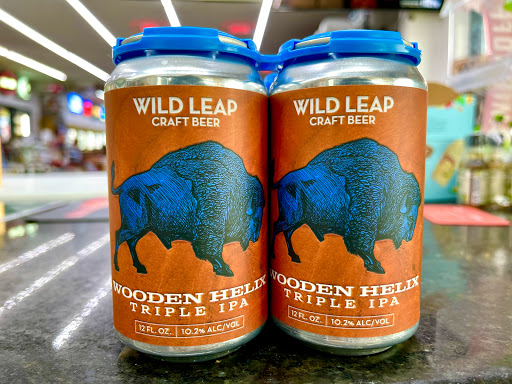 WILD LEAP
CRAFT BEER
WOODEN HELIX
TRIPLE IPA
12 FL. OZ. 10.2% ALC/VOL
WILD LEAP
CRAFT BEER
WOODEN HELIX
TRIPLE IPA
12 FL. OZ. 10.2% ALC/VOL